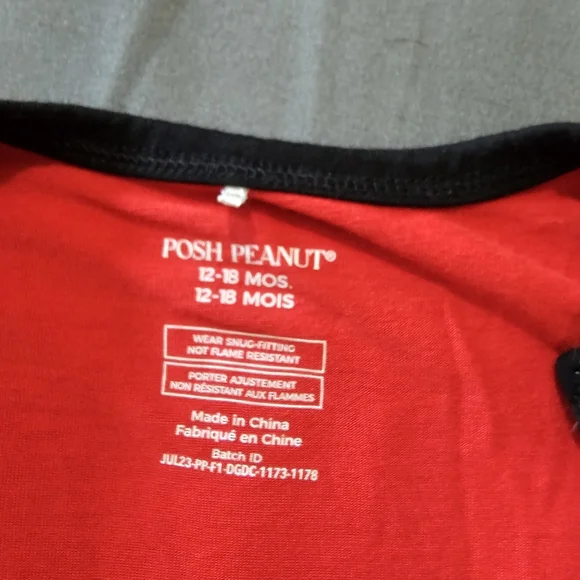 POSH PEANUT®
12-18 MOS.
12-18 MOIS
WEAR SNUG-FITTING
NOT FLAME RESISTANT
PORTER AJUSTEMENT
NON RÉSISTANT AUX FLAMMES
Made in China
Fabriqué en Chine
Batch ID
JUL23-PP-F1-DGDC-1173-1178